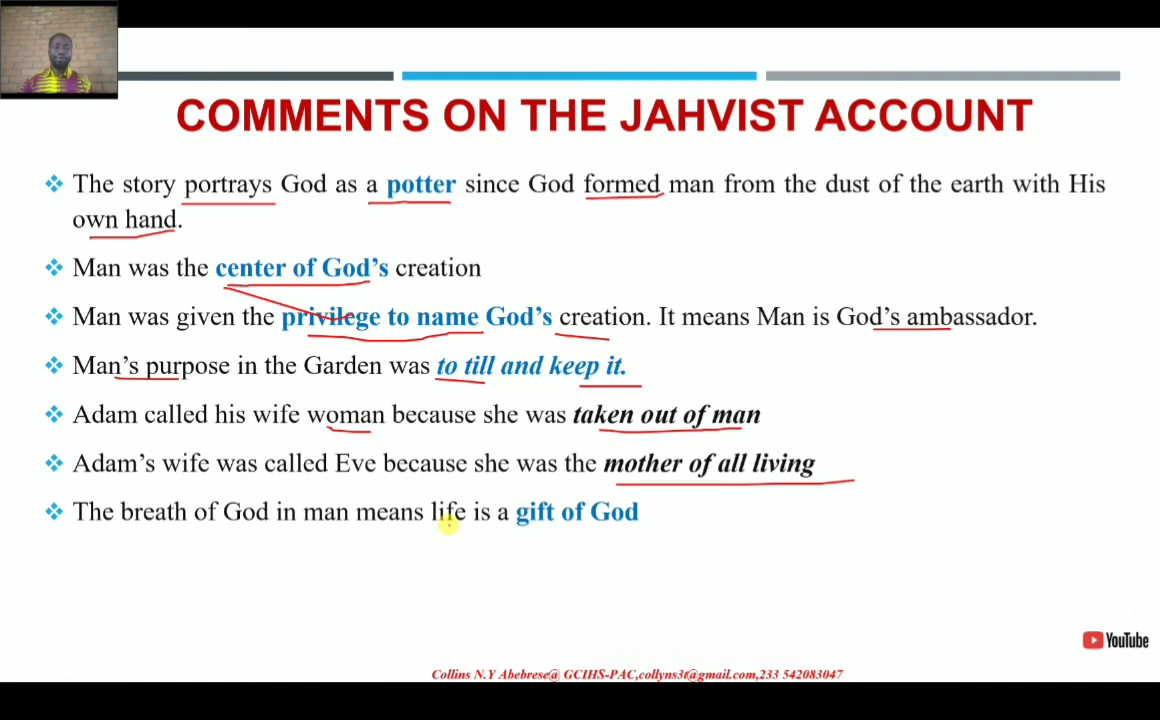 COMMENTS ON THE JAHVIST ACCOUNT
The story portrays God as a potter since God formed man from the dust of the earth with His
own hand.
Man was the center of God's creation
Man was given the privilege to name God's creation. It means Man is God's ambassador.
Man's purpose in the Garden was to till and keep it.
Adam called his wife woman because she was taken out of man
Adam's wife was called Eve because she was the mother of all living
The breath of God in man means life is a gift of God
YouTube
Collins N.Y Abebrese@ GCIHS-PAC,collyns3t@gmail.com,233 542083047